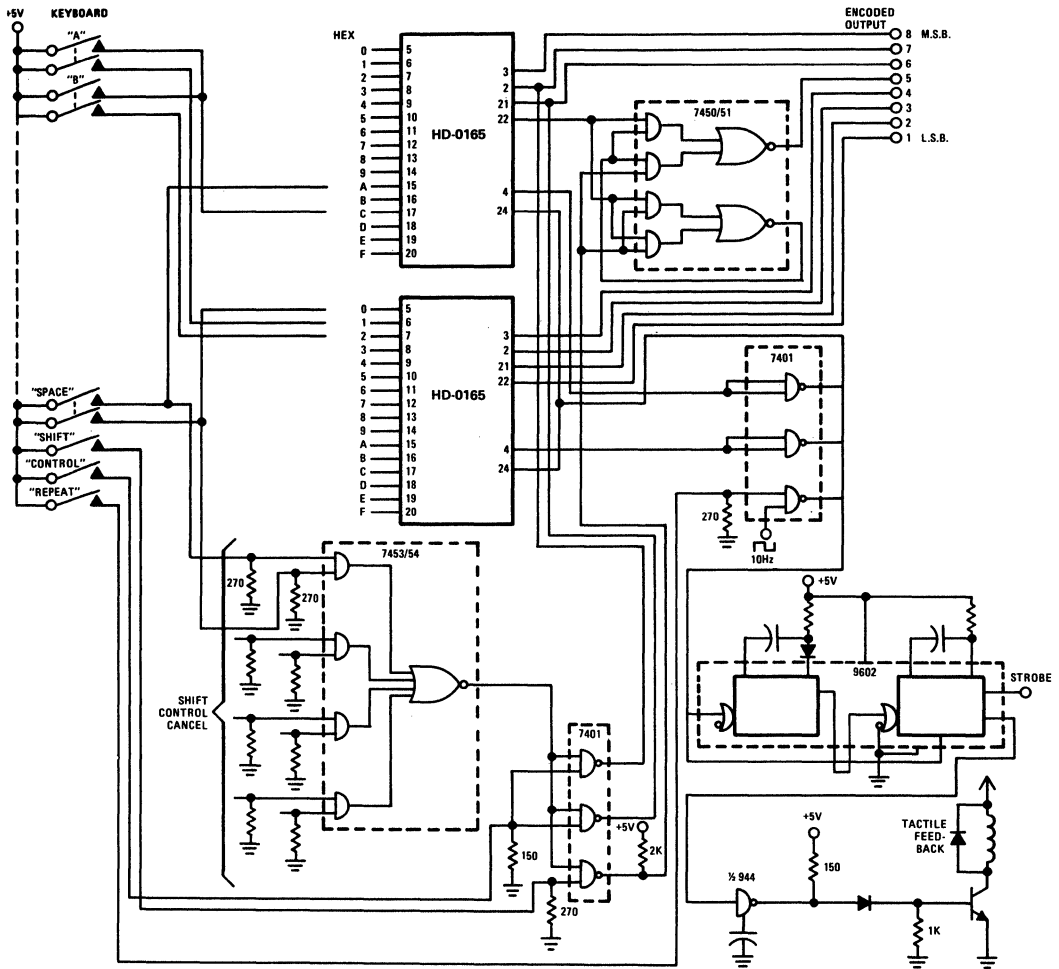 +5V
KEYBOARD
"A"
"B"
"SPACE"
"SHIFT"
"CONTROL"
"REPEAT"
HEX
0 5
1 6
2 7
3 8
4 9
5 10
6 11
7 12
8 13
9 14
A 15
B 16
C 17
D 18
E 19
F 20
HD-0165
3
2
21
22
4
24
0 5
1 6
2 7
3 8
4 9
5 10
6 11
7 12
8 13
9 14
A 15
B 16
C 17
D 18
E 19
F 20
HD-0165
3
2
21
22
4
24
ENCODED
OUTPUT
8 M.S.B.
7
6
5
4
3
2
1 L.S.B.
7450/51
7401
270
10Hz
7453/54
270
270
SHIFT
CONTROL
CANCEL
7401
+5V
2K
150
270
+5V
9602
STROBE
+5V
150
½ 944
1K
TACTILE
FEED-
BACK